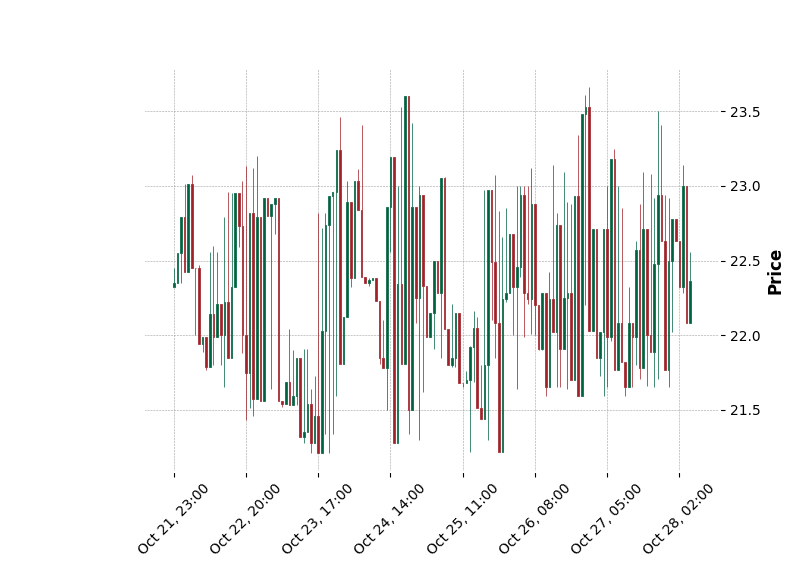 23.5
23.0
22.5
22.0
21.5
Price
Oct 21, 23:00
Oct 22, 20:00
Oct 23, 17:00
Oct 24, 14:00
Oct 25, 11:00
Oct 26, 08:00
Oct 27, 05:00
Oct 28, 02:00